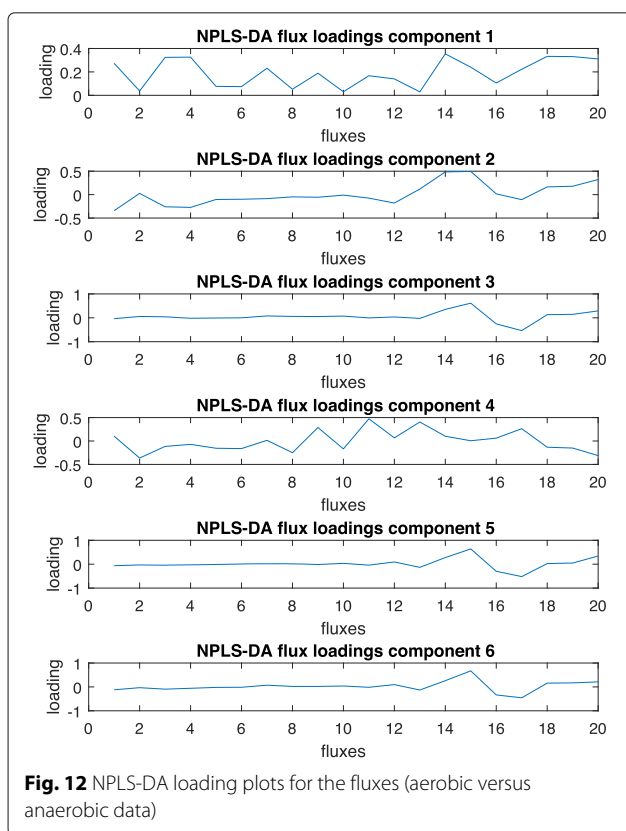 NPLS-DA flux loadings component 1
0.4
0.2
0
loading
0 2 4 6 8 10 12 14 16 18 20
fluxes
NPLS-DA flux loadings component 2
0.5
0
-0.5
loading
0 2 4 6 8 10 12 14 16 18 20
fluxes
NPLS-DA flux loadings component 3
1
0
-1
loading
0 2 4 6 8 10 12 14 16 18 20
fluxes
NPLS-DA flux loadings component 4
0.5
0
-0.5
loading
0 2 4 6 8 10 12 14 16 18 20
fluxes
NPLS-DA flux loadings component 5
1
0
-1
loading
0 2 4 6 8 10 12 14 16 18 20
fluxes
NPLS-DA flux loadings component 6
1
0
-1
loading
0 2 4 6 8 10 12 14 16 18 20
fluxes
Fig. 12 NPLS-DA loading plots for the fluxes (aerobic versus
anaerobic data)